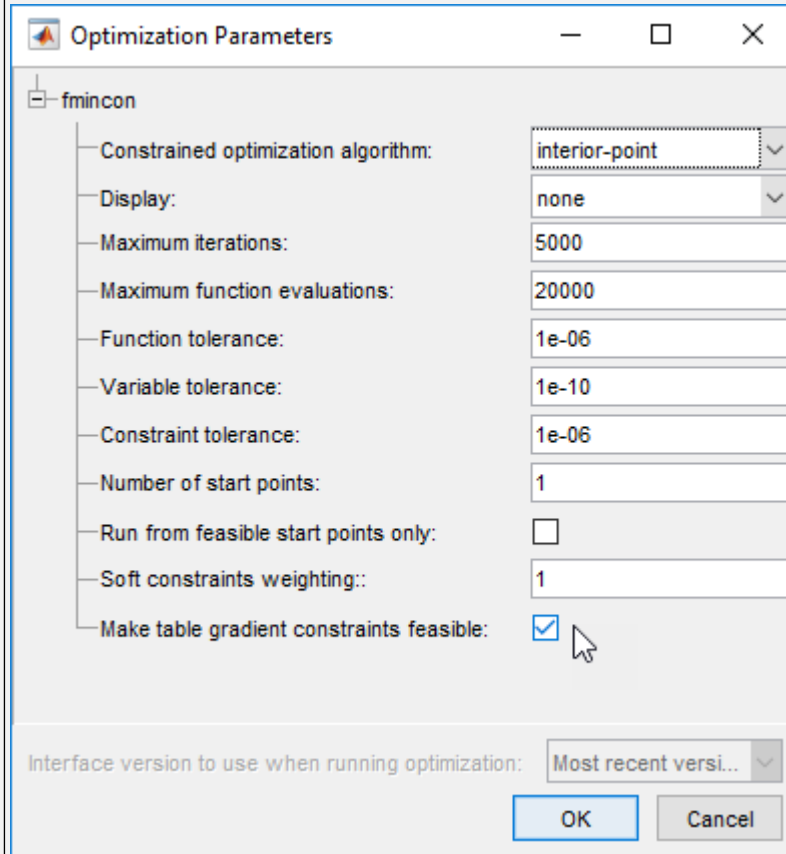 Optimization Parameters
fmincon
Constrained optimization algorithm: interior-point
Display: none
Maximum iterations: 5000
Maximum function evaluations: 20000
Function tolerance: 1e-06
Variable tolerance: 1e-10
Constraint tolerance: 1e-06
Number of start points: 1
Run from feasible start points only:
Soft constraints weighting:: 1
Make table gradient constraints feasible:
Interface version to use when running optimization: Most recent versi...
OK Cancel